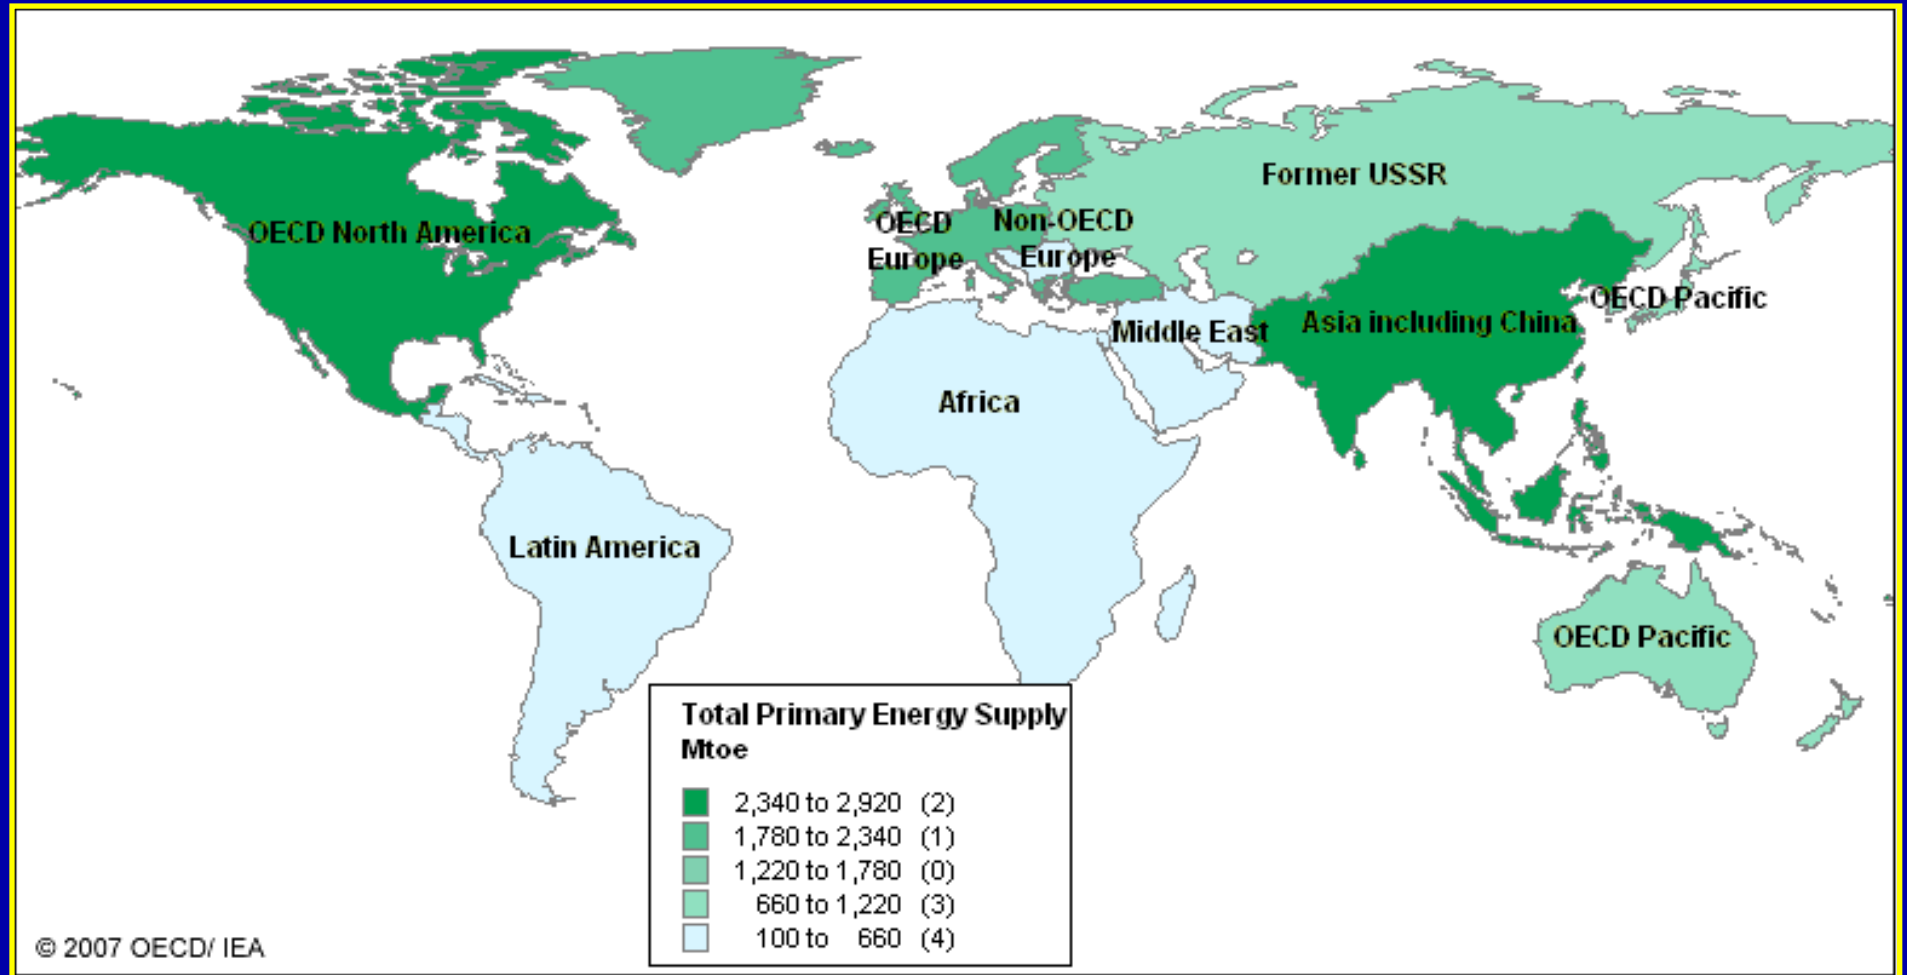 Former USSR
OECD North America
OECD
Europe
Non-OECD
Europe
OECD Pacific
Asia including China
Middle East
Africa
Latin America
OECD Pacific
Total Primary Energy Supply
Mtoe
2,340 to 2,920 (2)
1,780 to 2,340 (1)
1,220 to 1,780 (0)
660 to 1,220 (3)
100 to 660 (4)
© 2007 OECD/ IEA